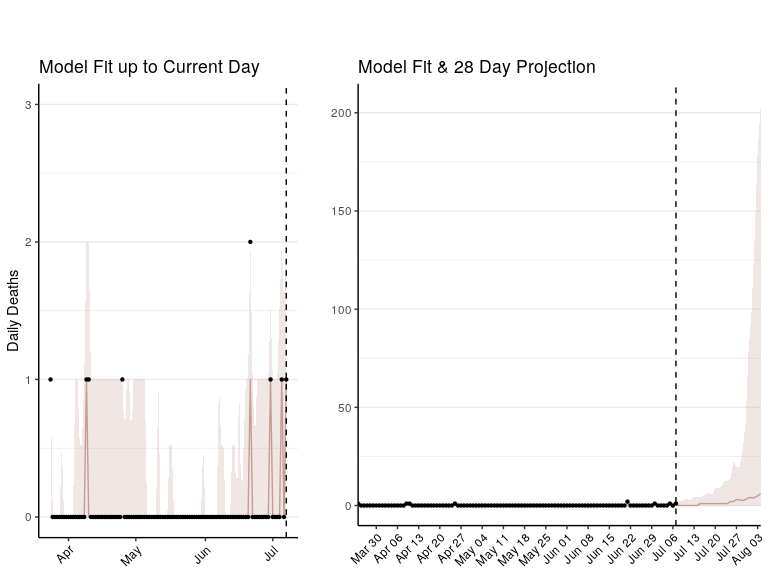 Model Fit up to Current Day
Daily Deaths
3
2
1
0
Apr
May
Jun
Jul
Model Fit & 28 Day Projection
200
150
100
50
0
Mar 30
Apr 06
Apr 13
Apr 20
Apr 27
May 04
May 11
May 18
May 25
Jun 01
Jun 08
Jun 15
Jun 22
Jun 29
Jul 06
Jul 13
Jul 20
Jul 27
Aug 03